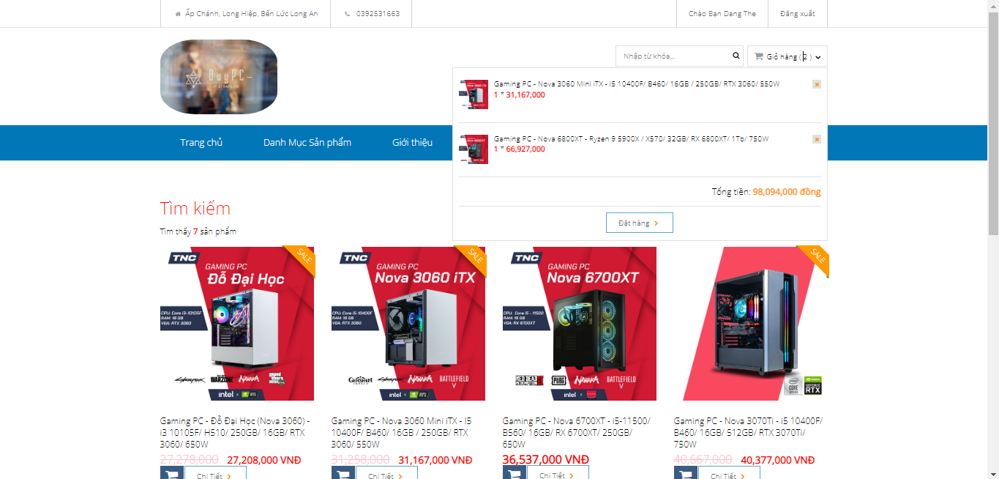 Ấp Chánh, Long Hiệp, Bến Lức Long An
0392531663
Chào Bạn Dang The
Đăng xuất
DuyPC
Nhập từ khóa...
Giỏ hàng ( 2 )
Gaming PC - Nova 3060 Mini iTX - I5 10400F/ B460/ 16GB / 250GB/ RTX 3060/ 550W
1 * 31,167,000
Gaming PC - Nova 6800XT - Ryzen 9 5900X / X570/ 32GB/ RX 6800XT/ 1Tb/ 750W
1 * 66,927,000
Tổng tiền: 98,094,000 đồng
Đặt hàng
Trang chủ
Danh Mục Sản phẩm
Giới thiệu
Tìm kiếm
Tìm thấy 7 sản phẩm
TNC
SALE
GAMING PC
Đỗ Đại Học
CPU: Core i3-10105F
RAM: 16 GB
VGA: RTX 3060
CYBERPUNK
WARZONE
NARAKA
grand theft auto
intel x RTX
TNC
SALE
GAMING PC
Nova 3060 iTX
CPU: Core i5-10400F
RAM: 16 GB
VGA: RTX 3060
GENSHIN
CYBERPUNK
NARAKA
BATTLEFIELD
V
intel x RTX
TNC
GAMING PC
Nova 6700XT
CPU: Core i5 - 11500
RAM: 16 GB
VGA: RX 6700XT
RED DEAD
REDEMPTION II
PUBG
NARAKA
BATTLEFIELD
V
intel x
SALE
intel
CORE
GEFORCE
RTX
Gaming PC - Đỗ Đại Học (Nova 3060) -
i3 10105F/ H510/ 250GB/ 16GB/ RTX
3060/ 650W
27,278,000 27,208,000 VNĐ
Chi Tiết
Gaming PC - Nova 3060 Mini iTX - I5
10400F/ B460/ 16GB / 250GB/ RTX
3060/ 550W
31,258,000 31,167,000 VNĐ
Chi Tiết
Gaming PC - Nova 6700XT - i5-11500/
B560/ 16GB/ RX 6700XT/ 250GB/
650W
36,537,000 VNĐ
Chi Tiết
Gaming PC - Nova 3070Ti - i5 10400F/
B460/ 16GB/ 512GB/ RTX 3070Ti/
750W
40,667,000 40,377,000 VNĐ
Chi Tiết